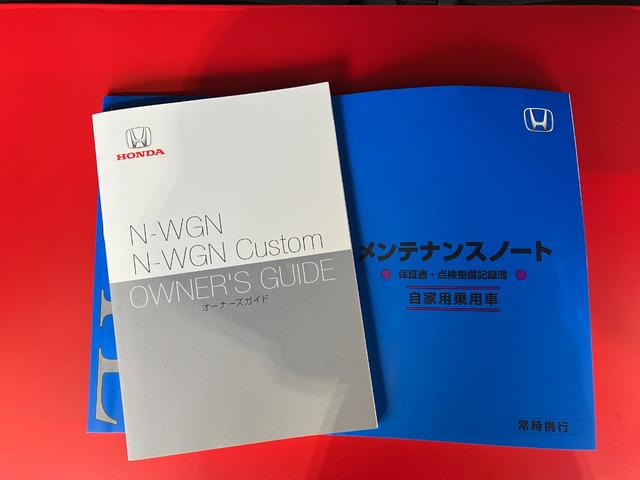 HONDA
N-WGN
N-WGN Custom
OWNER'S GUIDE
オーナーズガイド
メンテナンスノート
保証書・点検整備記録簿
自家用乗用車
常時携行